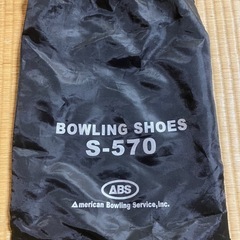 BOWLING SHOES
S-570
ABS
American Bowling Service, Inc.